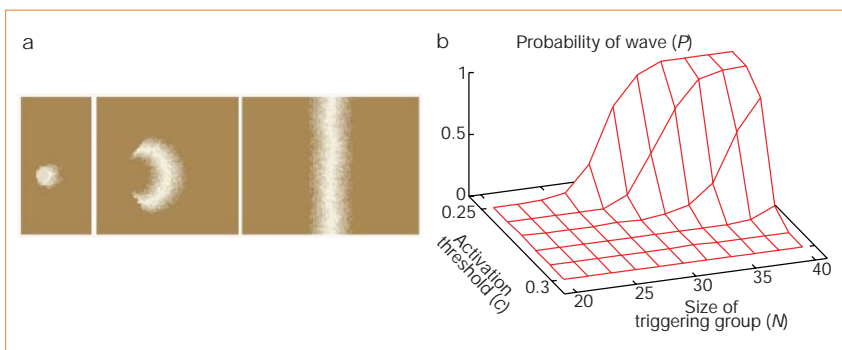 a
b
Probability of wave (P)
1
0.5
0
0.25
Activation
threshold (c)
0.3
20
25
30
35
40
Size of
triggering group (N)